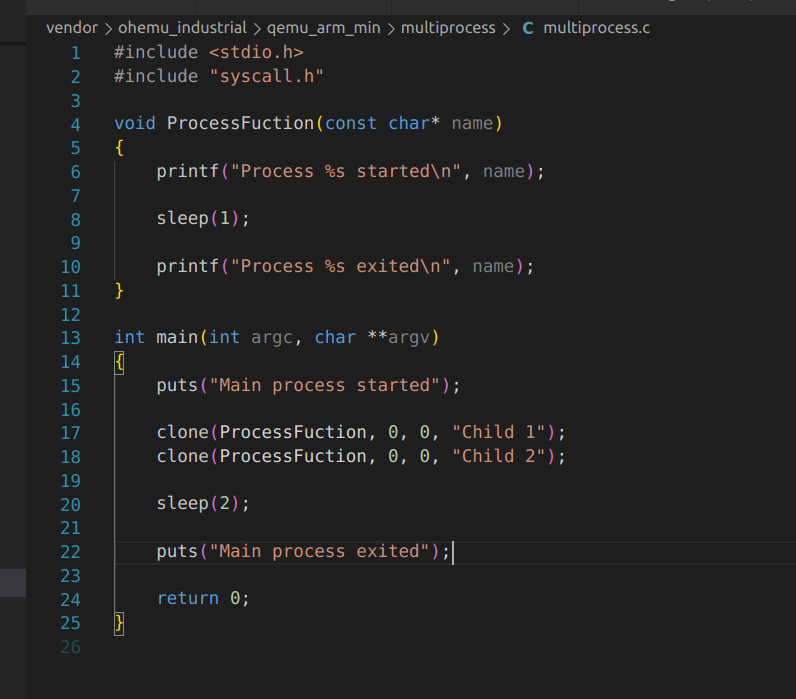 vendor > ohemu_industrial > qemu_arm_min > multiprocess > C multiprocess.c
1 #include <stdio.h>
2 #include "syscall.h"
3
4 void ProcessFuction(const char* name)
5 {
6     printf("Process %s started\n", name);
7
8     sleep(1);
9
10     printf("Process %s exited\n", name);
11 }
12
13 int main(int argc, char **argv)
14 {
15     puts("Main process started");
16
17     clone(ProcessFuction, 0, 0, "Child 1");
18     clone(ProcessFuction, 0, 0, "Child 2");
19
20     sleep(2);
21
22     puts("Main process exited");
23
24     return 0;
25 }
26